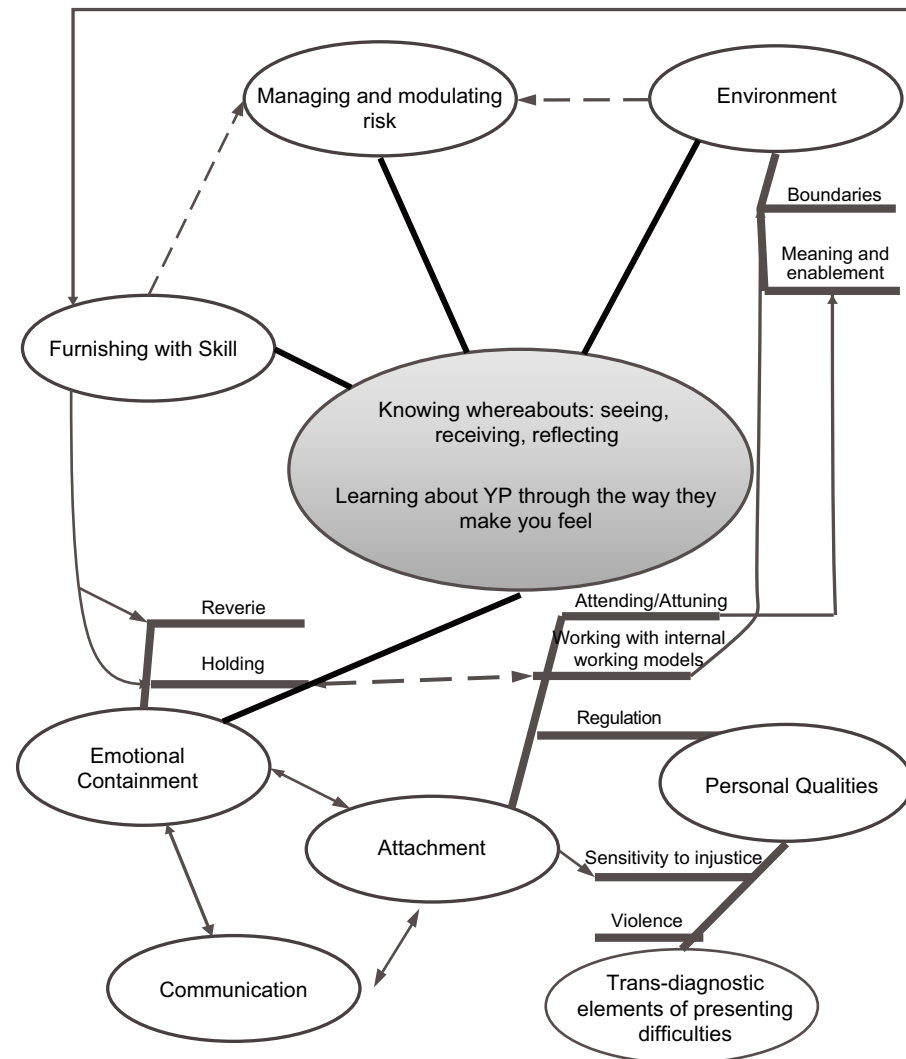 Managing and modulating
risk
Environment
Boundaries
Meaning and
enablement
Furnishing with Skill
Knowing whereabouts: seeing,
receiving, reflecting
Learning about YP through the way they
make you feel
Reverie
Attending/Attuning
Holding
Working with internal
working models
Regulation
Emotional
Containment
Personal Qualities
Attachment
Sensitivity to injustice
Violence
Communication
Trans-diagnostic
elements of presenting
difficulties